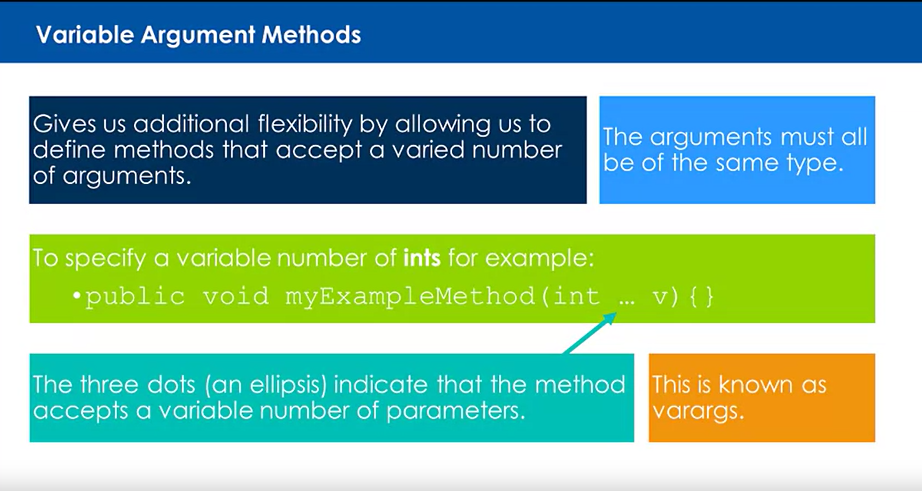 Variable Argument Methods
Gives us additional flexibility by allowing us to
define methods that accept a varied number
of arguments.
The arguments must all
be of the same type.
To specify a variable number of ints for example:
•public void myExampleMethod(int … v){}
The three dots (an ellipsis) indicate that the method
accepts a variable number of parameters.
This is known as
varargs.